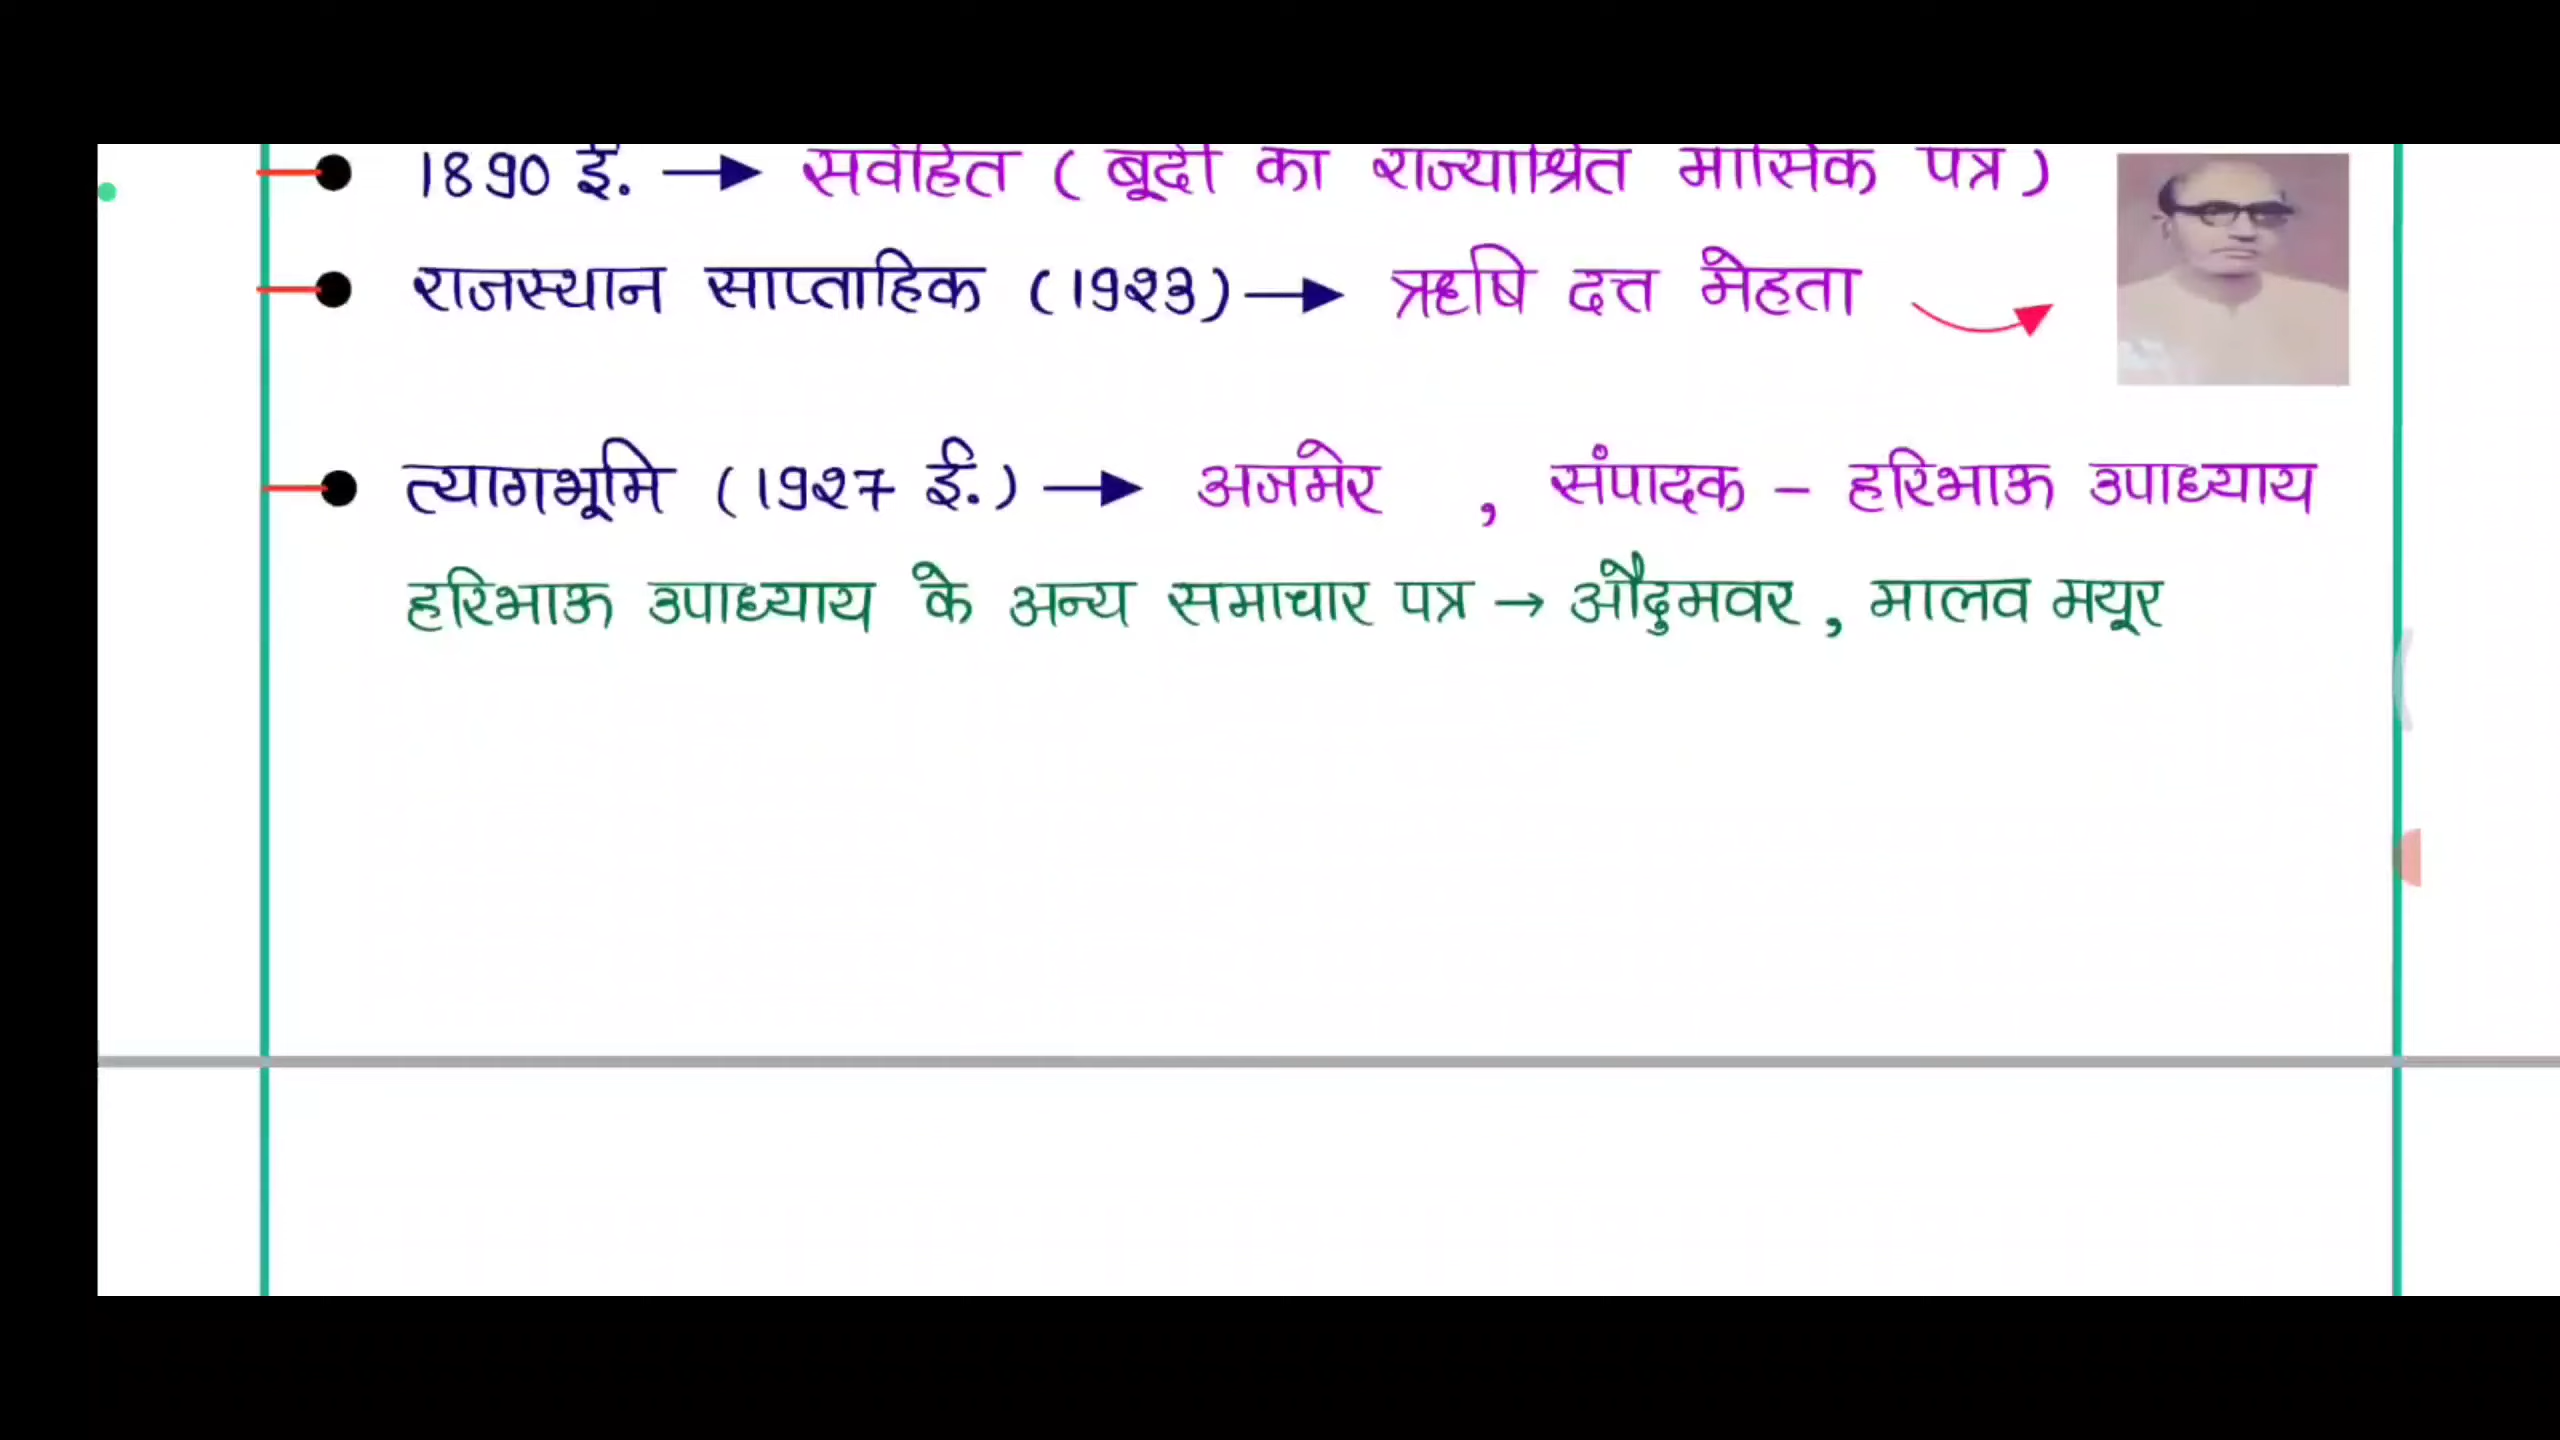 1890 ई. → सर्वहित ( बूंदी का राज्याश्रित मासिक पत्र )
राजस्थान साप्ताहिक (1923) → ऋषि दत्त मेहता
त्यागभूमि (1927 ई.) → अजमेर , संपादक – हरिभाऊ उपाध्याय
हरिभाऊ उपाध्याय के अन्य समाचार पत्र → औदुमवर , मालव मयूर